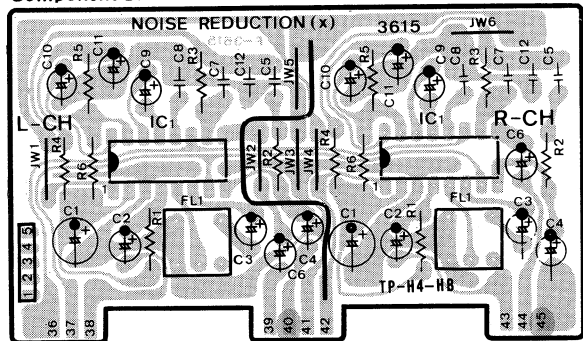 NOISE REDUCTION (x) 3615 JW6
C10 R5 C11 C9 C8 R3 C7 C12 C5 JW5 C10 R5 C11 C9 C8 R3 C7 C12 C5
L-CH IC1 IC1 R-CH
JW1 R4 R6 1 JW2 R2 JW3 JW4 R4 R6 1 C6 R2
C1 C2 R1 FL1 C3 C6 C4 C1 C2 R1 FL1 C3 C4
1 2 3 4 5
TP-H4-HB
36 37 38 39 40 41 42 43 44 45